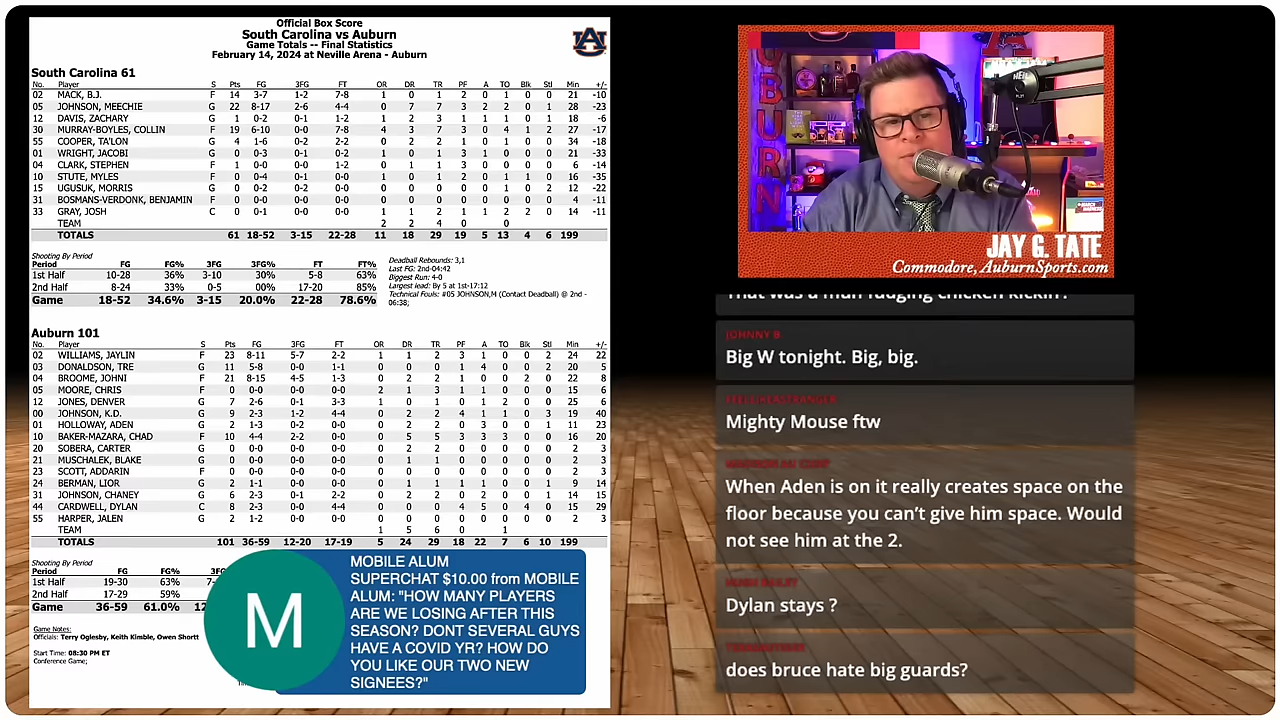 Official Box Score
South Carolina vs Auburn
Game Totals -- Final Statistics
February 14, 2024 at Neville Arena - Auburn
South Carolina 61
No. Player S Pts FG 3FG FT OR DR TR PF A TO Blk Stl Min +/-
02 MACK, B.J. F 14 3-7 1-2 7-8 1 0 1 2 0 1 0 0 21 -10
05 JOHNSON, MEECHIE G 22 8-17 2-6 4-4 0 7 7 3 2 2 0 1 28 -23
12 DAVIS, ZACHARY G 1 0-2 0-1 1-2 1 2 3 1 1 1 0 1 18 -6
30 MURRAY-BOYLES, COLLIN F 19 6-10 0-0 7-8 4 3 7 3 0 4 1 2 27 -17
55 COOPER, TA'LON G 4 1-6 0-2 2-2 0 2 2 1 0 1 0 0 34 -18
01 WRIGHT, JACOBI G 0 0-3 0-1 0-2 1 0 1 3 1 0 0 0 21 -33
04 CLARK, STEPHEN F 1 0-0 0-0 1-2 1 0 1 3 0 0 0 0 6 -14
10 STUTE, MYLES F 0 0-4 0-1 0-0 1 0 1 2 0 1 1 0 16 -35
15 UGUSUK, MORRIS G 0 0-2 0-2 0-0 0 0 0 0 0 1 0 2 12 -22
31 BOSMANS-VERDONK, BENJAMIN F 0 0-0 0-0 0-0 0 0 0 0 0 0 0 0 4 -11
33 GRAY, JOSH C 0 0-1 0-0 0-0 1 1 2 1 1 2 2 0 14 -11
TEAM 2 2 4 0 0
TOTALS 61 18-52 3-15 22-28 11 18 29 19 5 13 4 6 199
Shooting By Period
Period FG FG% 3FG 3FG% FT FT%
1st Half 10-28 36% 3-10 30% 5-8 63%
2nd Half 8-24 33% 0-5 00% 17-20 85%
Game 18-52 34.6% 3-15 20.0% 22-28 78.6%
Deadball Rebounds: 3,1
Last FG: 2nd-04:42
Biggest Run: 4-0
Largest lead: By 5 at 1st-17:12
Technical Fouls: #05 JOHNSON,M (Contact Deadball) @ 2nd -
06:38;
Auburn 101
No. Player S Pts FG 3FG FT OR DR TR PF A TO Blk Stl Min +/-
02 WILLIAMS, JAYLIN F 23 8-11 5-7 2-2 1 1 2 3 1 0 0 2 24 22
03 DONALDSON, TRE G 11 5-8 0-0 1-1 0 0 0 1 4 0 0 2 20 5
04 BROOME, JOHNI F 21 8-15 4-5 1-3 0 2 2 1 0 0 2 0 22 8
05 MOORE, CHRIS F 0 0-0 0-0 0-0 2 1 3 1 1 0 0 0 15 6
12 JONES, DENVER G 7 2-6 0-1 3-3 1 0 1 0 1 2 0 0 25 6
00 JOHNSON, K.D. G 9 2-3 1-2 4-4 0 2 2 4 1 1 0 3 19 40
01 HOLLOWAY, ADEN G 2 1-3 0-2 0-0 0 2 2 0 3 0 0 1 11 23
10 BAKER-MAZARA, CHAD F 10 4-4 2-2 0-0 0 5 5 3 3 3 0 0 16 20
20 SOBERA, CARTER G 0 0-0 0-0 0-0 0 2 2 0 0 0 0 0 2 3
21 MUSCHALEK, BLAKE G 0 0-0 0-0 0-0 0 1 1 0 0 0 0 0 2 3
23 SCOTT, ADDARIN F 0 0-0 0-0 0-0 0 0 0 0 0 0 0 0 2 3
24 BERMAN, LIOR G 2 1-1 0-0 0-0 0 1 1 1 1 0 0 1 9 14
31 JOHNSON, CHANEY G 6 2-3 0-1 2-2 0 2 2 0 2 0 0 1 14 15
44 CARDWELL, DYLAN C 8 2-3 0-0 4-4 0 0 0 4 5 0 4 0 15 29
55 HARPER, JALEN G 2 1-2 0-0 0-0 0 0 0 0 0 0 0 0 2 3
TEAM 1 5 6 0 1
TOTALS 101 36-59 12-20 17-19 5 24 29 18 22 7 6 10 199
Shooting By Period
Period FG FG% 3FG
1st Half 19-30 63% 7-
2nd Half 17-29 59%
Game 36-59 61.0% 12
Game Notes:
Officials: Terry Oglesby, Keith Kimble, Owen Shortt
Start Time: 08:30 PM ET
Conference Game;
M
MOBILE ALUM
SUPERCHAT $10.00 from MOBILE
ALUM: "HOW MANY PLAYERS
ARE WE LOSING AFTER THIS
SEASON? DONT SEVERAL GUYS
HAVE A COVID YR? HOW DO
YOU LIKE OUR TWO NEW
SIGNEES?"
JAY G. TATE
Commodore, AuburnSports.com
That was a man fudging chicken kickin'!
JOHNNY B.
Big W tonight. Big, big.
Mighty Mouse ftw
When Aden is on it really creates space on the
floor because you can't give him space. Would
not see him at the 2.
Dylan stays ?
does bruce hate big guards?